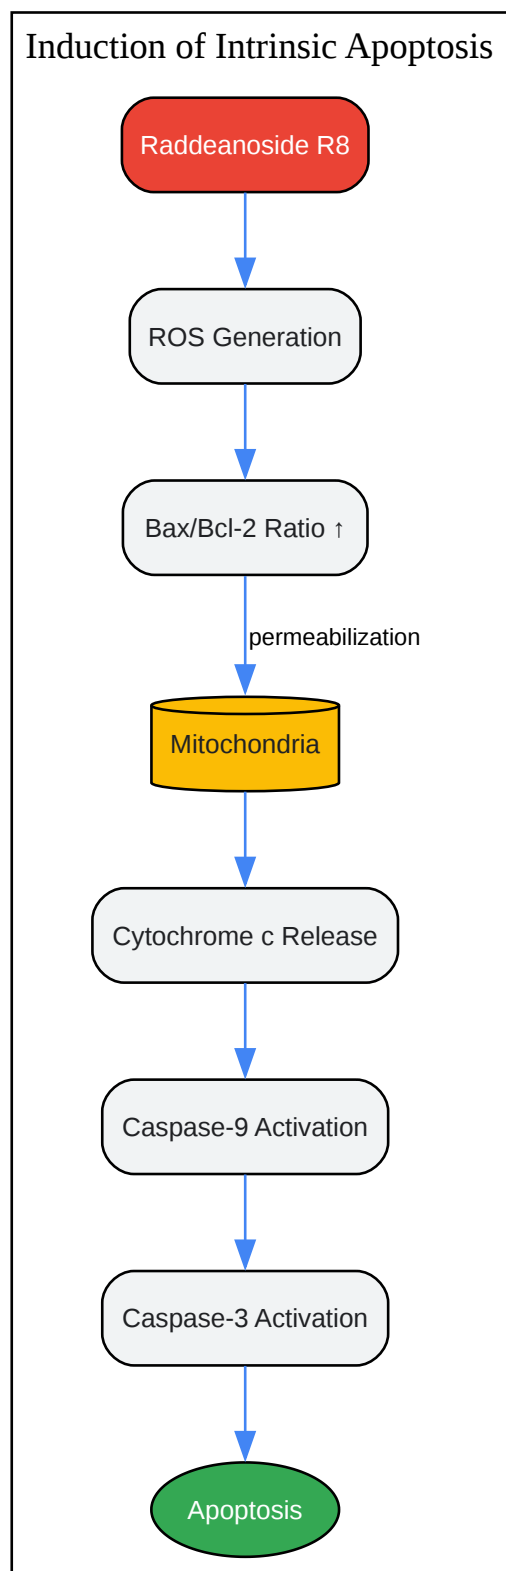 Induction of Intrinsic Apoptosis
Raddeanoside R8
ROS Generation
Bax/Bcl-2 Ratio ↑
permeabilization
Mitochondria
Cytochrome c Release
Caspase-9 Activation
Caspase-3 Activation
Apoptosis